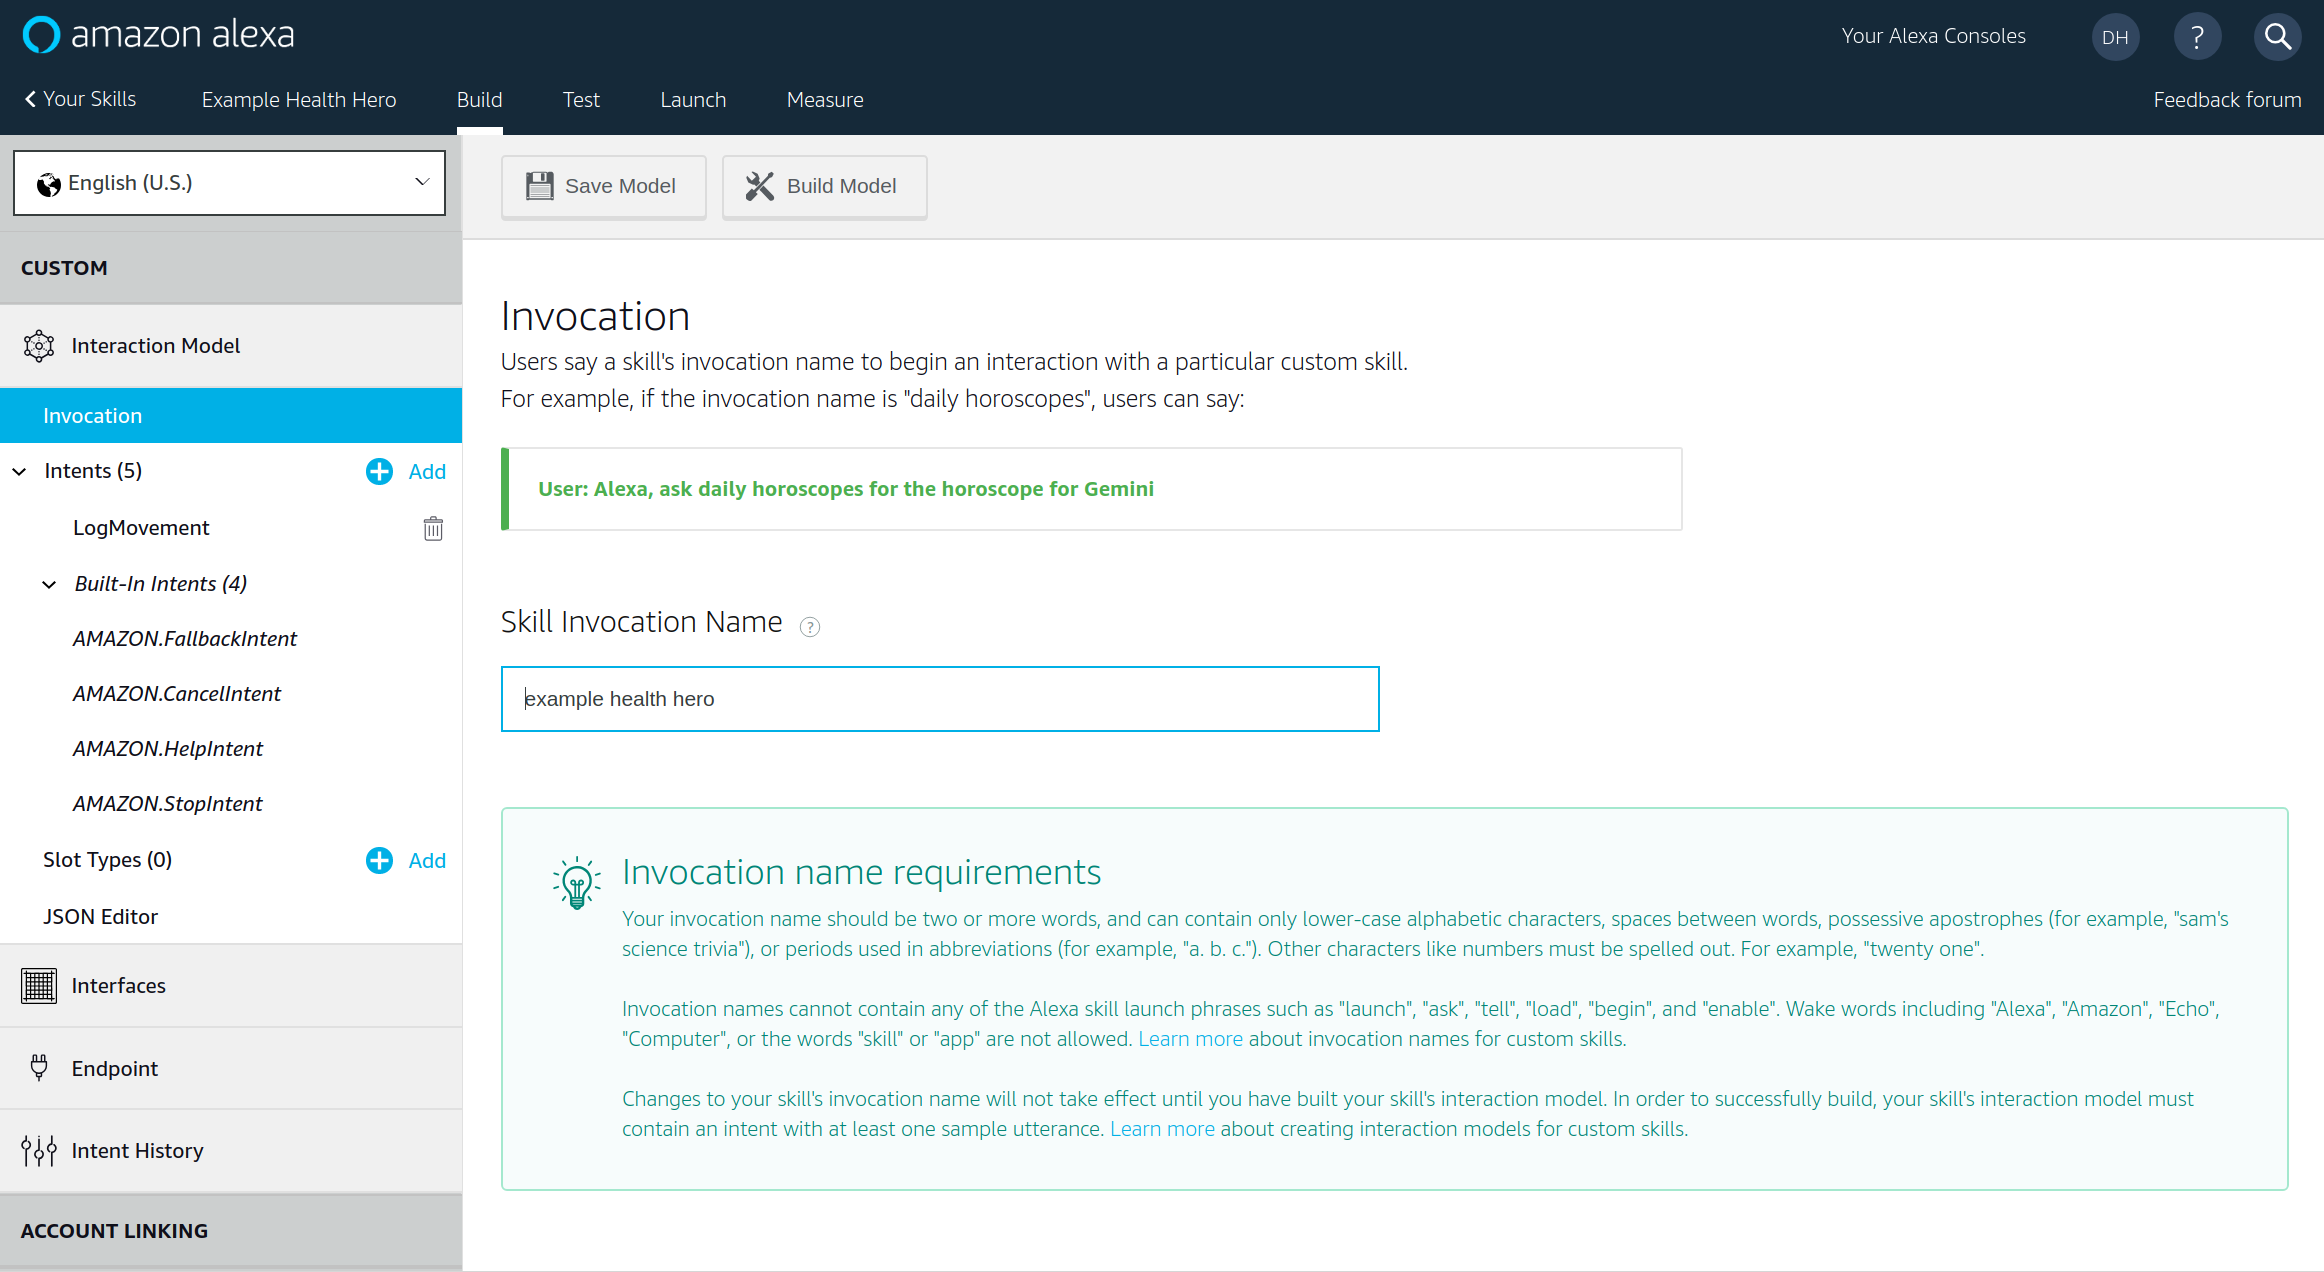 amazon alexa
Your Alexa Consoles
DH
?
Your Skills
Example Health Hero
Build
Test
Launch
Measure
Feedback forum
English (U.S.)
Save Model
Build Model
CUSTOM
Interaction Model
Invocation
Intents (5)
Add
LogMovement
Built-In Intents (4)
AMAZON.FallbackIntent
AMAZON.CancelIntent
AMAZON.HelpIntent
AMAZON.StopIntent
Slot Types (0)
Add
JSON Editor
Interfaces
Endpoint
Intent History
ACCOUNT LINKING
Invocation
Users say a skill's invocation name to begin an interaction with a particular custom skill.
For example, if the invocation name is "daily horoscopes", users can say:
User: Alexa, ask daily horoscopes for the horoscope for Gemini
Skill Invocation Name
?
example health hero
Invocation name requirements
Your invocation name should be two or more words, and can contain only lower-case alphabetic characters, spaces between words, possessive apostrophes (for example, "sam's
science trivia"), or periods used in abbreviations (for example, "a. b. c."). Other characters like numbers must be spelled out. For example, "twenty one".
Invocation names cannot contain any of the Alexa skill launch phrases such as "launch", "ask", "tell", "load", "begin", and "enable". Wake words including "Alexa", "Amazon", "Echo",
"Computer", or the words "skill" or "app" are not allowed. Learn more about invocation names for custom skills.
Changes to your skill's invocation name will not take effect until you have built your skill's interaction model. In order to successfully build, your skill's interaction model must
contain an intent with at least one sample utterance. Learn more about creating interaction models for custom skills.